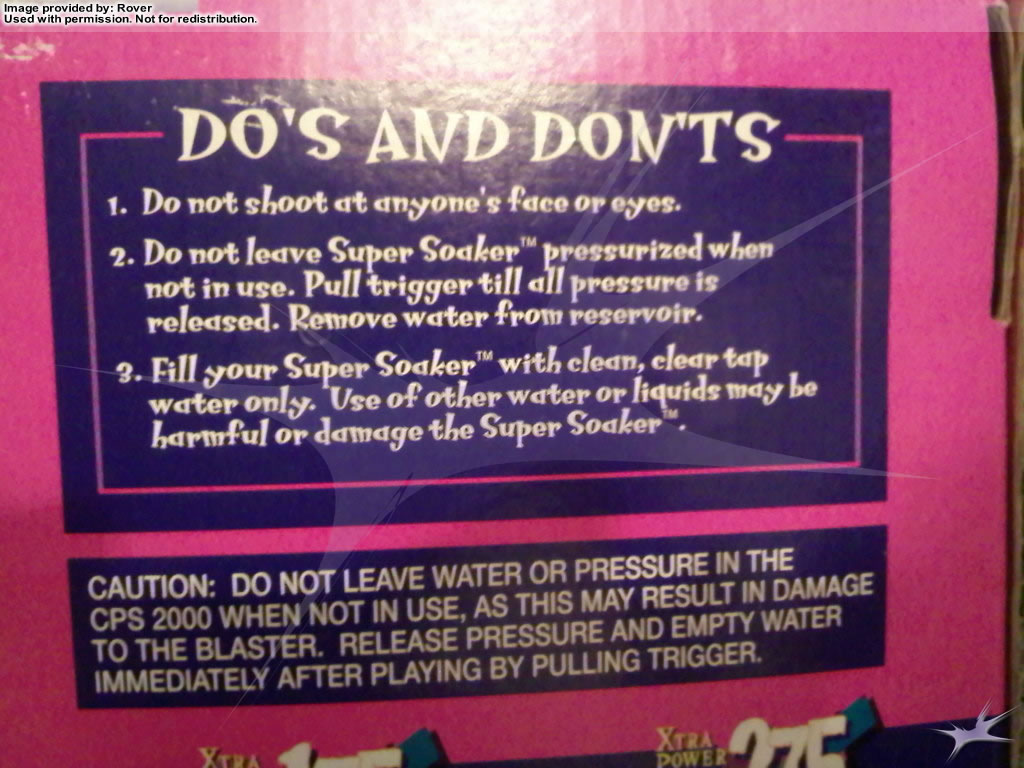 Image provided by: Rover
Used with permission. Not for redistribution.
DO'S AND DON'TS
1. Do not shoot at anyone's face or eyes.
2. Do not leave Super Soaker™ pressurized when
not in use. Pull trigger till all pressure is
released. Remove water from reservoir.
3. Fill your Super Soaker™ with clean, clear tap
water only. Use of other water or liquids may be
harmful or damage the Super Soaker™.
CAUTION: DO NOT LEAVE WATER OR PRESSURE IN THE
CPS 2000 WHEN NOT IN USE, AS THIS MAY RESULT IN DAMAGE
TO THE BLASTER. RELEASE PRESSURE AND EMPTY WATER
IMMEDIATELY AFTER PLAYING BY PULLING TRIGGER.
XTRA
XTRA
POWER 275